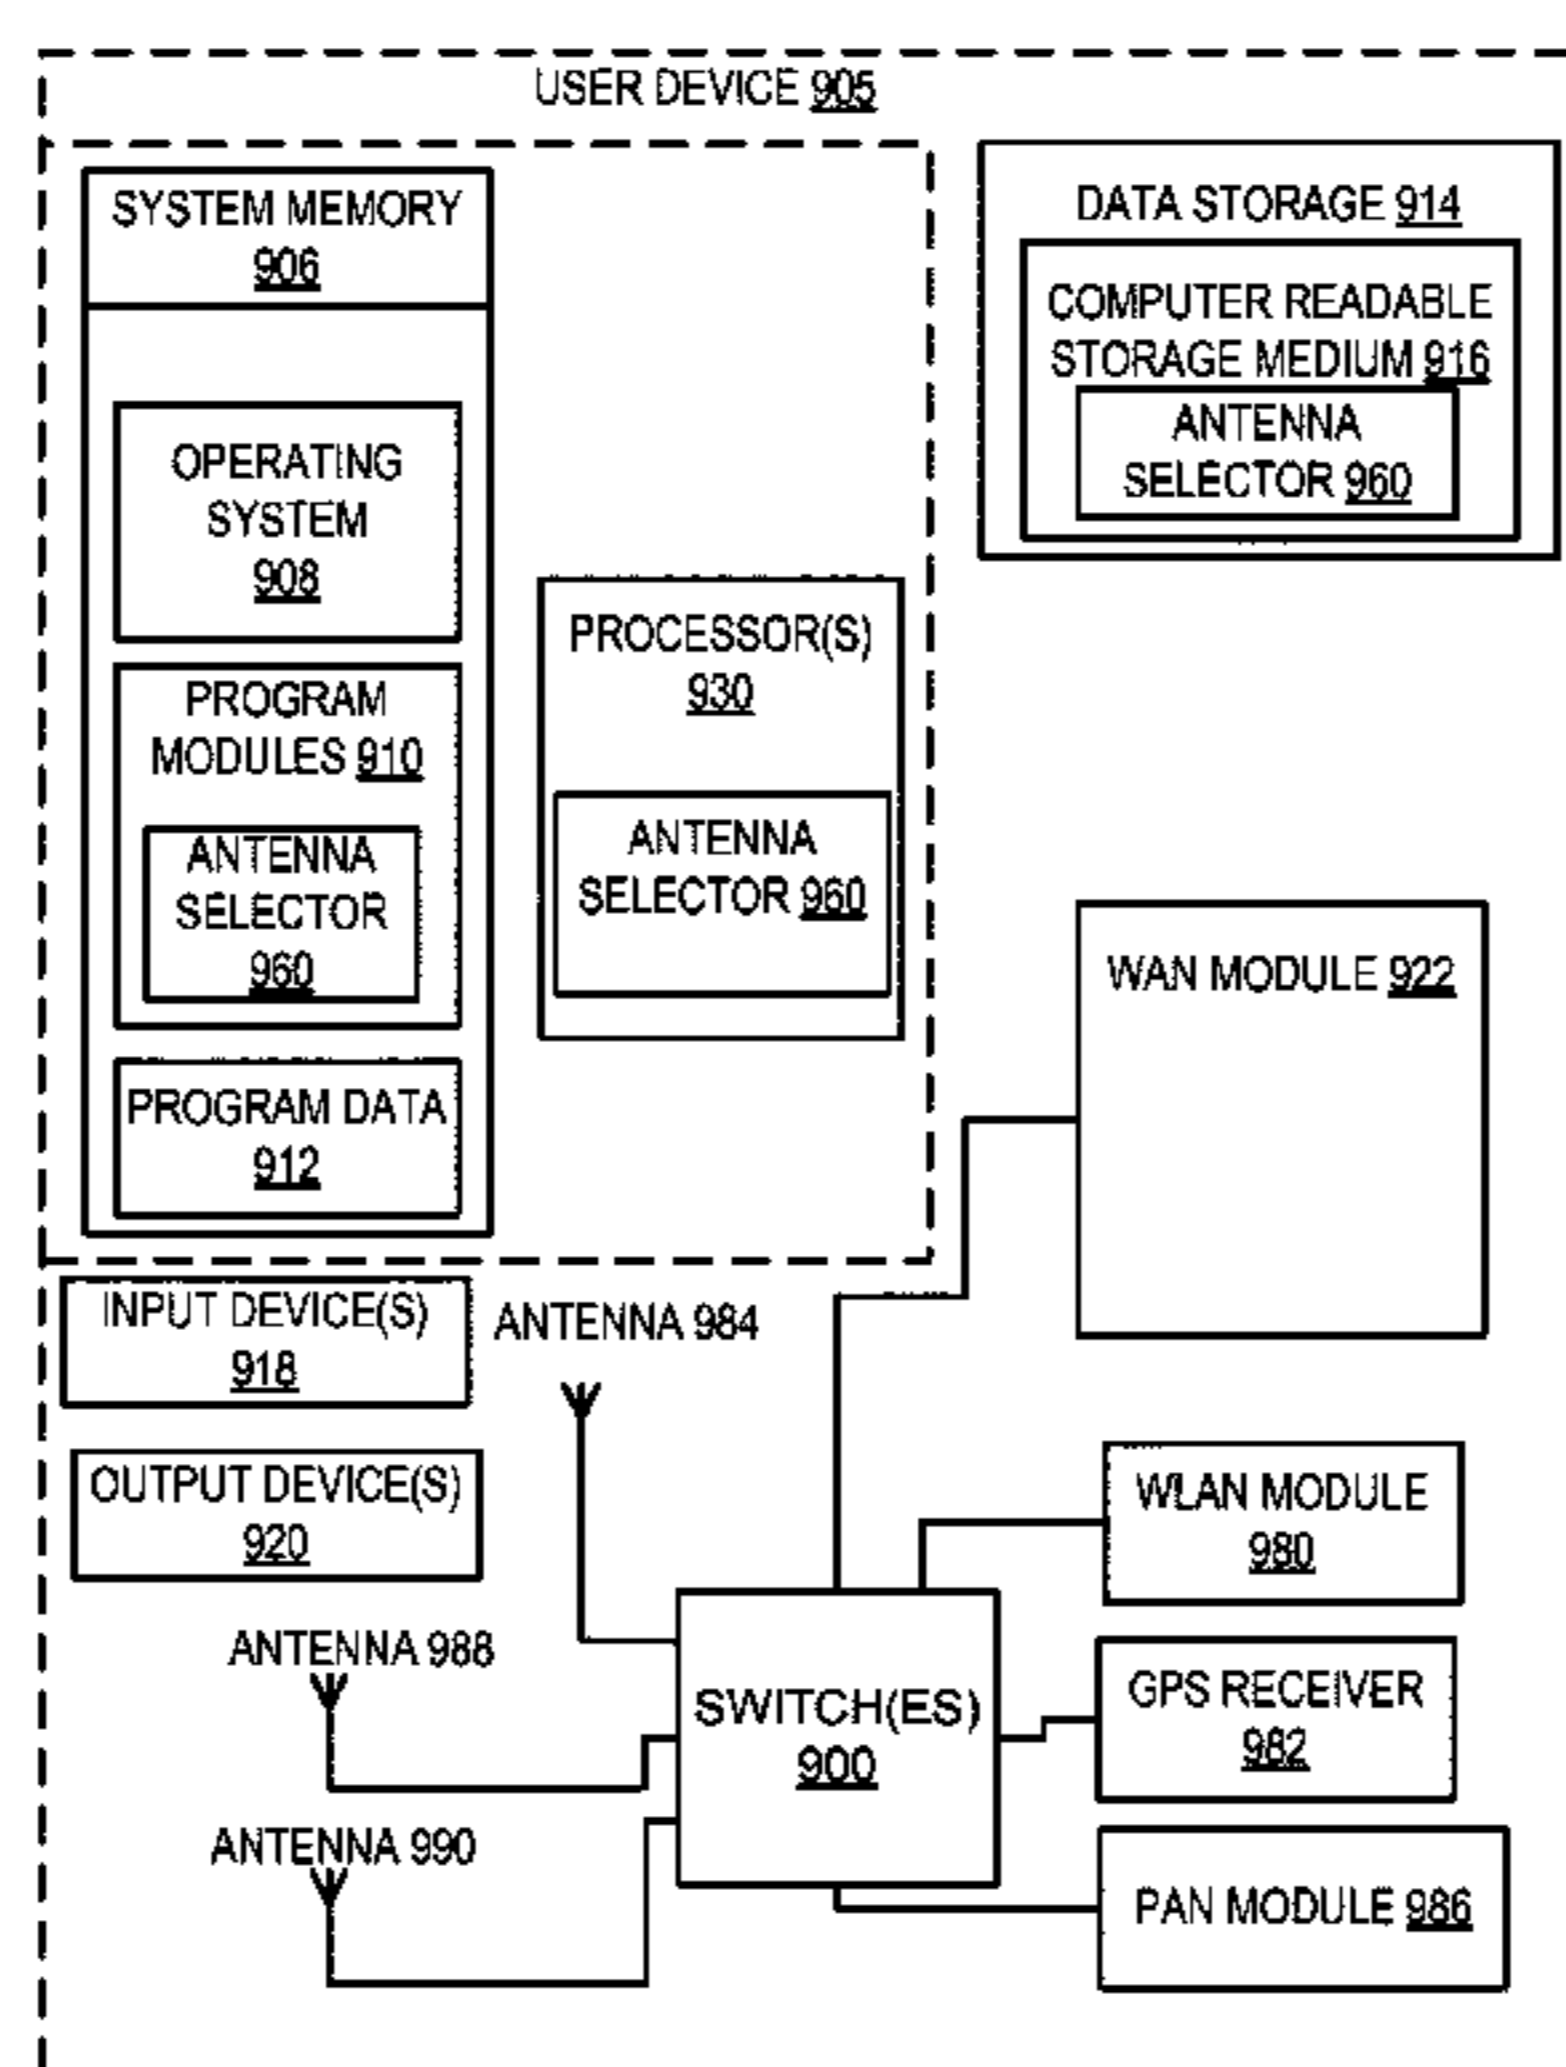 USER DEVICE 905
SYSTEM MEMORY
906
OPERATING
SYSTEM
908
PROGRAM
MODULES 910
ANTENNA
SELECTOR
960
PROGRAM DATA
912
PROCESSOR(S)
930
ANTENNA
SELECTOR 960
DATA STORAGE 914
COMPUTER READABLE
STORAGE MEDIUM 916
ANTENNA
SELECTOR 960
WAN MODULE 922
INPUT DEVICE(S)
918
OUTPUT DEVICE(S)
920
ANTENNA 984
ANTENNA 988
ANTENNA 990
SWITCH(ES)
900
WLAN MODULE
980
GPS RECEIVER
982
PAN MODULE 986